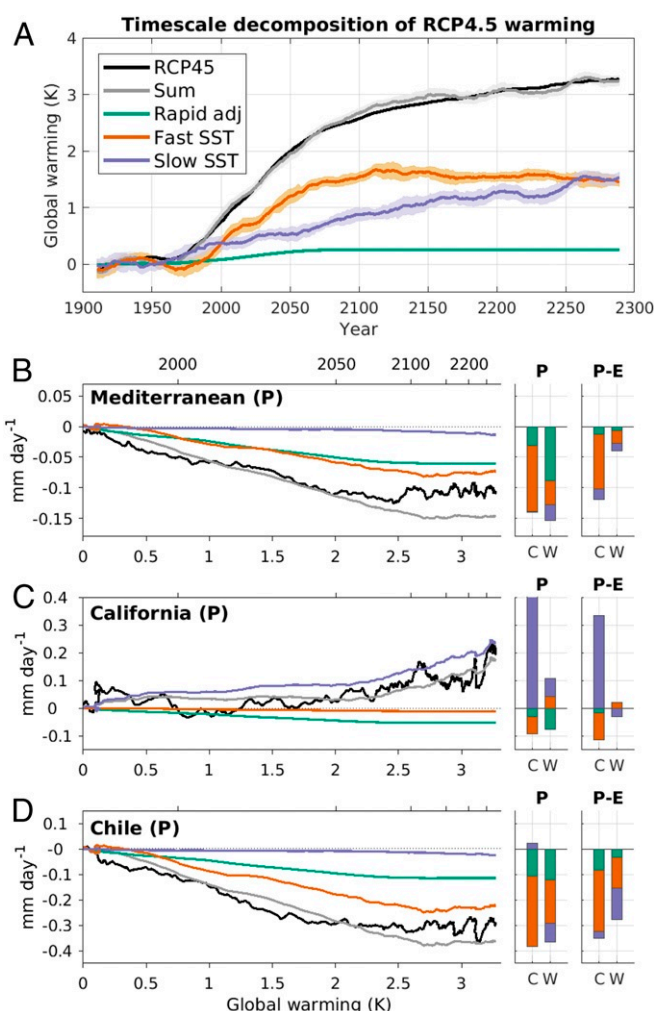 A
Timescale decomposition of RCP4.5 warming
Global warming (K)
4
3
2
1
0
RCP45
Sum
Rapid adj
Fast SST
Slow SST
1900 1950 2000 2050 2100 2150 2200 2250 2300
Year
B
2000 2050 2100 2200
P P-E
Mediterranean (P)
mm day-1
0.05
0
-0.05
-0.1
-0.15
0 0.5 1 1.5 2 2.5 3
C W C W
C
P P-E
California (P)
mm day-1
0.4
0.3
0.2
0.1
0
-0.1
0 0.5 1 1.5 2 2.5 3
C W C W
D
P P-E
Chile (P)
mm day-1
0.1
-0
-0.1
-0.2
-0.3
-0.4
0 0.5 1 1.5 2 2.5 3
C W C W
Global warming (K)